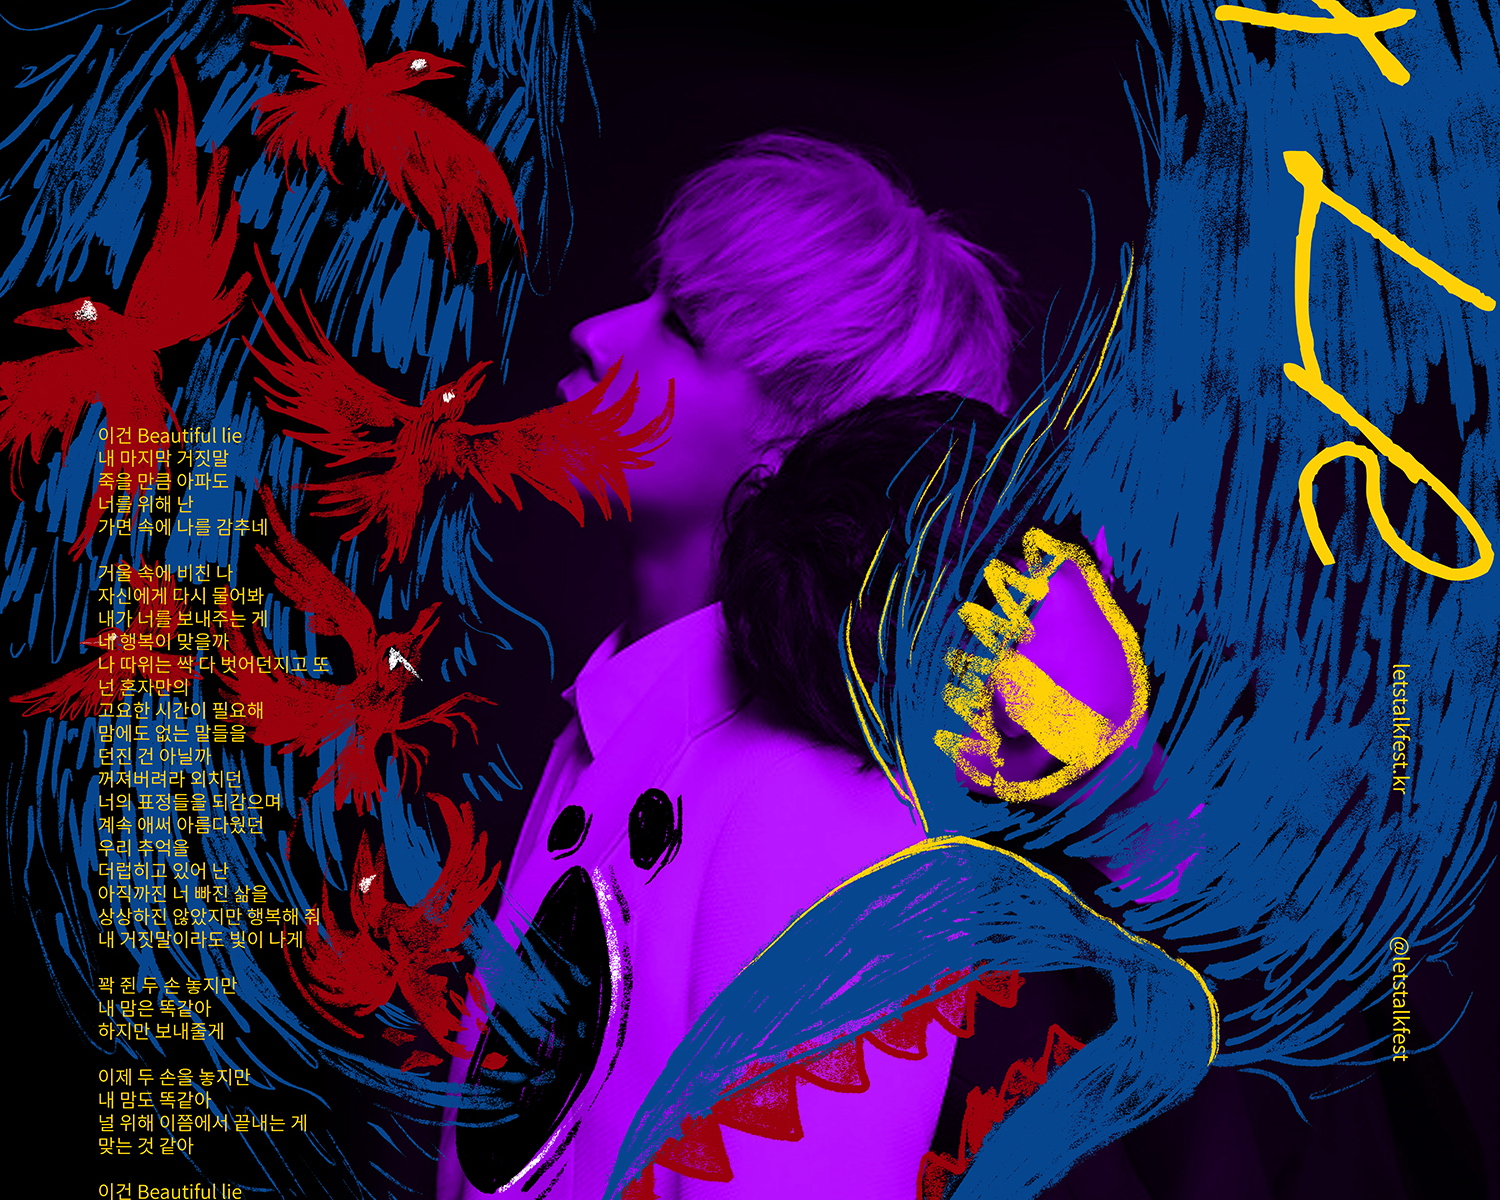 이건 Beautiful lie
내 마지막 거짓말
죽을 만큼 아파도
너를 위해 난
가면 속에 나를 감추네
거울 속에 비친 나
자신에게 다시 물어봐
내가 너를 보내주는 게
네 행복이 맞을까
나 따위는 싹 다 벗어던지고 또
넌 혼자만의
고요한 시간이 필요해
맘에도 없는 말들을
던진 건 아닐까
꺼져버려라 외치던
너의 표정들을 되감으며
계속 애써 아름다웠던
우리 추억을
더럽히고 있어 난
아직까진 너 빠진 삶을
상상하진 않았지만 행복해 줘
내 거짓말이라도 빛이 나게
꽉 쥔 두 손 놓지만
내 맘은 똑같아
하지만 보내줄게
이제 두 손을 놓지만
내 맘도 똑같아
널 위해 이쯤에서 끝내는 게
맞는 것 같아
이건 Beautiful lie
letstalkfest.kr
@letstalkfest